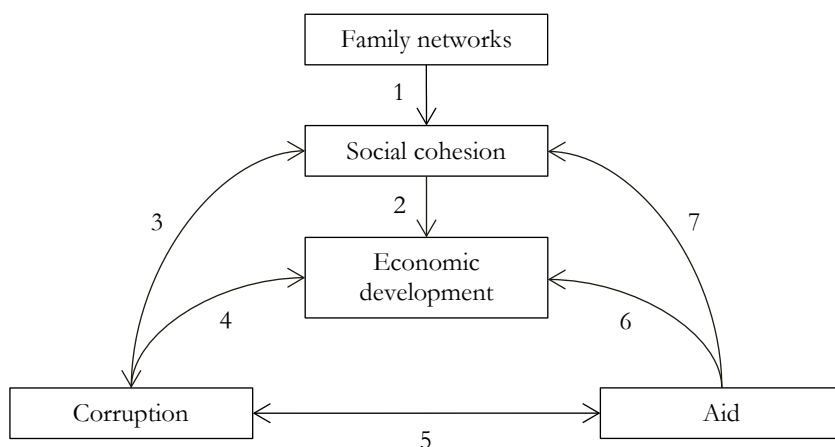 Family networks
1
Social cohesion
3
2
7
Economic
development
4
6
Corruption
Aid
5